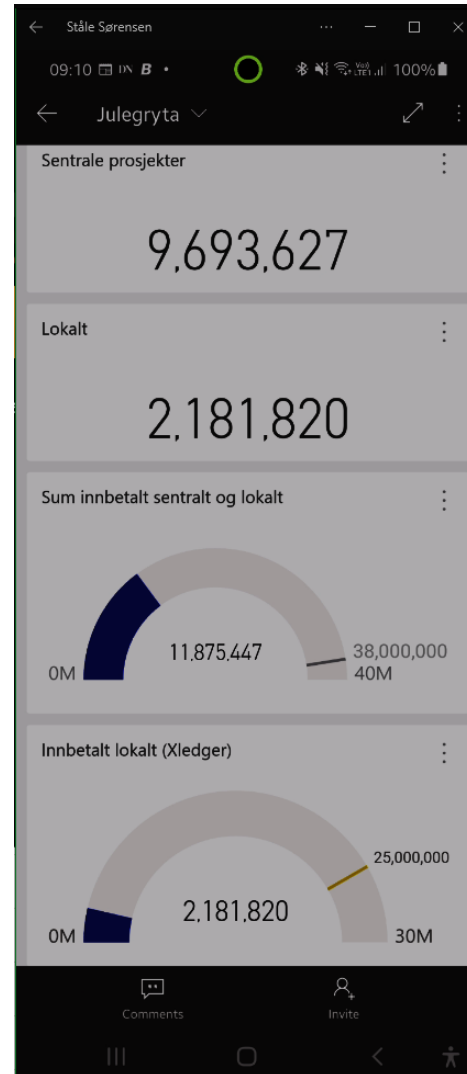 Ståle Sørensen
09:10 DN B • 100%
Julegryta
Sentrale prosjekter
9,693,627
Lokalt
2,181,820
Sum innbetalt sentralt og lokalt
11,875,447
38,000,000
0M
40M
Innbetalt lokalt (Xledger)
25,000,000
2,181,820
0M
30M
Comments
Invite